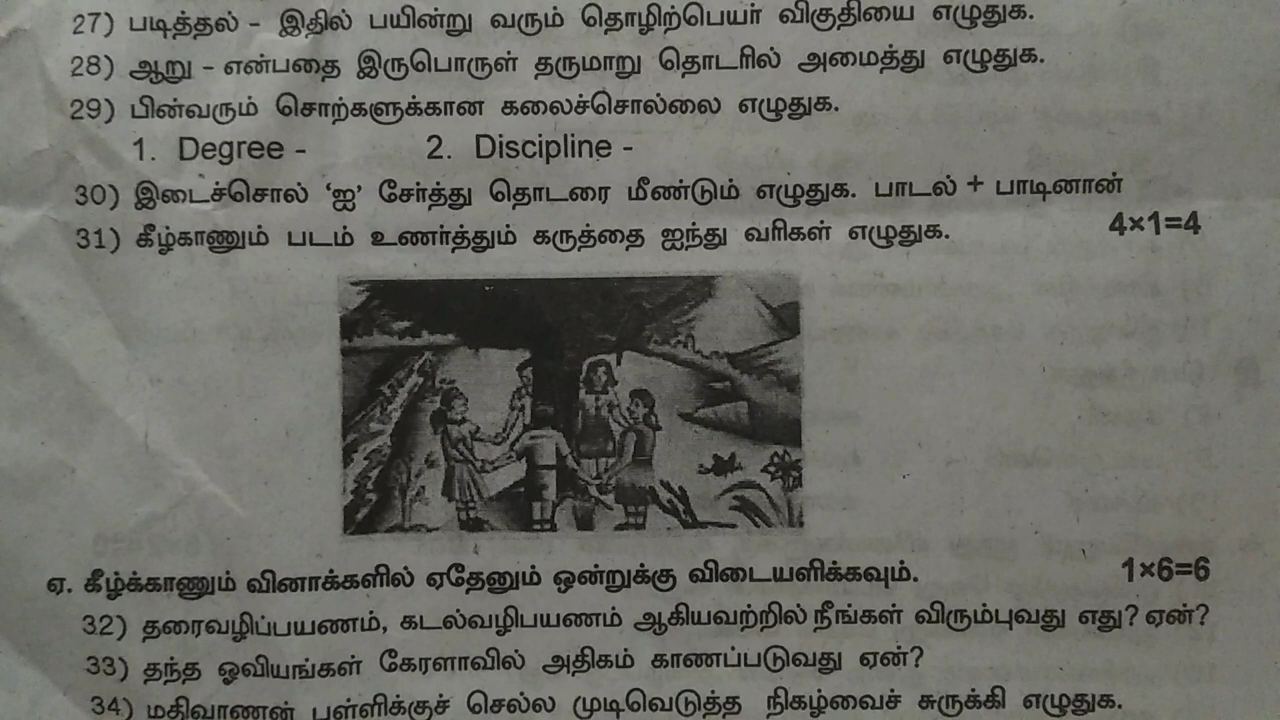 27) படித்தல் - இதில் பயின்று வரும் தொழிற்பெயர் விகுதியை எழுதுக.
28) ஆறு - என்பதை இருபொருள் தருமாறு தொடரில் அமைத்து எழுதுக.
29) பின்வரும் சொற்களுக்கான கலைச்சொல்லை எழுதுக.
1. Degree - 2. Discipline -
30) இடைச்சொல் ‘ஐ’ சேர்த்து தொடரை மீண்டும் எழுதுக. பாடல் + பாடினான்
31) கீழ்காணும் படம் உணர்த்தும் கருத்தை ஐந்து வரிகள் எழுதுக. 4×1=4
ஏ. கீழ்க்காணும் வினாக்களில் ஏதேனும் ஒன்றுக்கு விடையளிக்கவும். 1×6=6
32) தரைவழிப்பயணம், கடல்வழிபயணம் ஆகியவற்றில் நீங்கள் விரும்புவது எது? ஏன்?
33) தந்த ஓவியங்கள் கேரளாவில் அதிகம் காணப்படுவது ஏன்?
34) மதிவாணன் பள்ளிக்குச் செல்ல முடிவெடுத்த நிகழ்வைச் சுருக்கி எழுதுக.